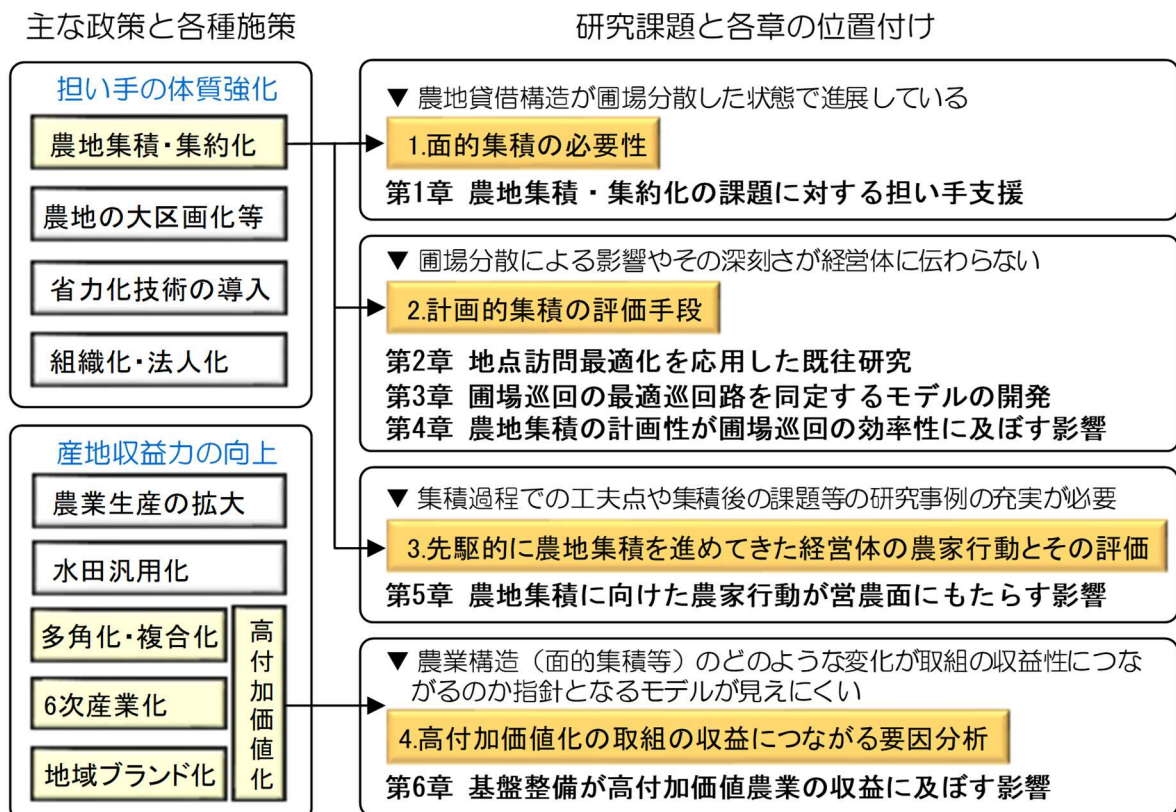 主な政策と各種施策
担い手の体質強化
農地集積・集約化
農地の大区画化等
省力化技術の導入
組織化・法人化
産地収益力の向上
農業生産の拡大
水田汎用化
多角化・複合化
6次産業化
地域ブランド化
高付加価値化
研究課題と各章の位置付け
▼ 農地貸借構造が圃場分散した状態で進展している
1.面的集積の必要性
第1章 農地集積・集約化の課題に対する担い手支援
▼ 圃場分散による影響やその深刻さが経営体に伝わらない
2.計画的集積の評価手段
第2章 地点訪問最適化を応用した既往研究
第3章 圃場巡回の最適巡回路を同定するモデルの開発
第4章 農地集積の計画性が圃場巡回の効率性に及ぼす影響
▼ 集積過程での工夫点や集積後の課題等の研究事例の充実が必要
3.先駆的に農地集積を進めてきた経営体の農家行動とその評価
第5章 農地集積に向けた農家行動が営農面にもたらす影響
▼ 農業構造（面的集積等）のどのような変化が取組の収益性につな
がるのか指針となるモデルが見えにくい
4.高付加価値化の取組の収益につながる要因分析
第6章 基盤整備が高付加価値農業の収益に及ぼす影響